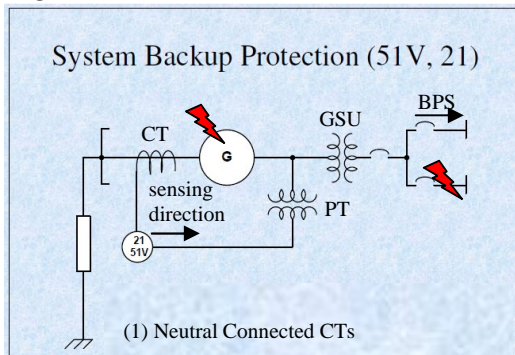 System Backup Protection (51V, 21)
BPS
GSU
CT
G
sensing
direction
PT
21
51V
(1) Neutral Connected CTs